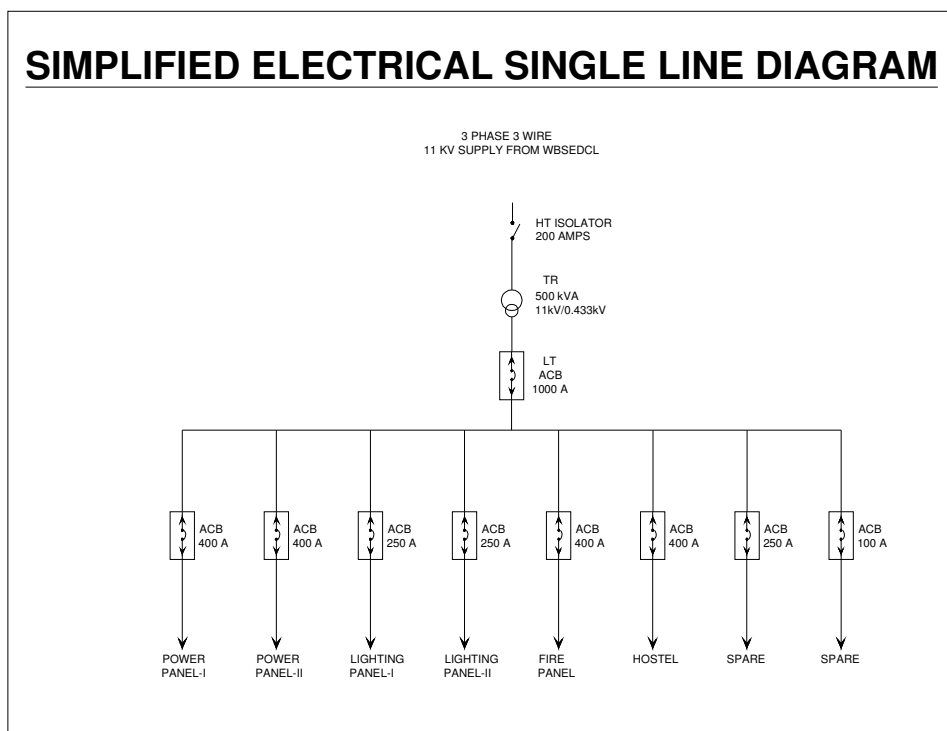 SIMPLIFIED ELECTRICAL SINGLE LINE DIAGRAM
3 PHASE 3 WIRE
11 KV SUPPLY FROM WBSEDCL
HT ISOLATOR
200 AMPS
TR
500 kVA
11kV/0.433kV
LT
ACB
1000 A
ACB
400 A
ACB
400 A
ACB
250 A
ACB
250 A
ACB
400 A
ACB
400 A
ACB
250 A
ACB
100 A
POWER
PANEL-I
POWER
PANEL-II
LIGHTING
PANEL-I
LIGHTING
PANEL-II
FIRE
PANEL
HOSTEL
SPARE
SPARE